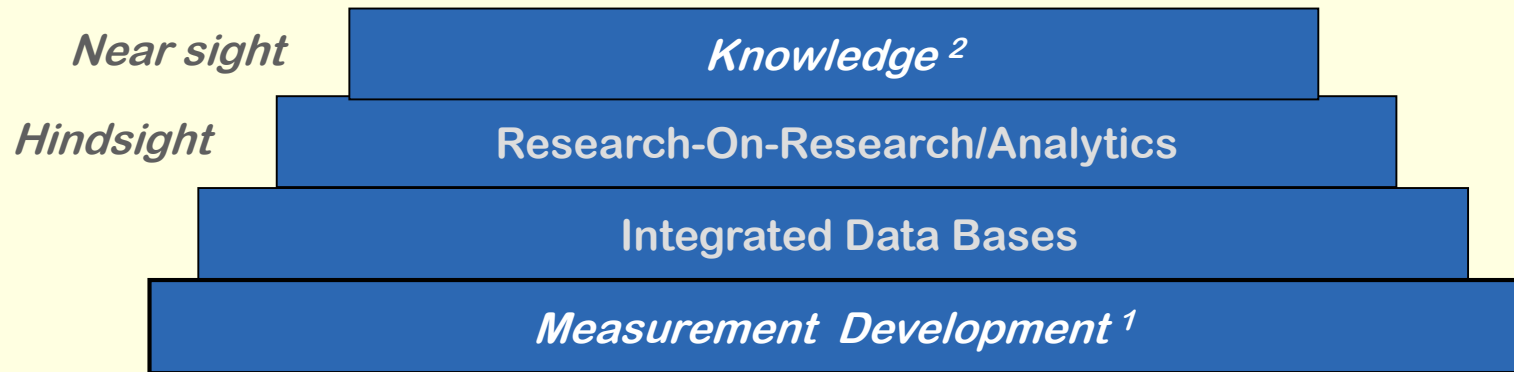 Near sight
Knowledge 2
Hindsight
Research-On-Research/Analytics
Integrated Data Bases
Measurement Development 1